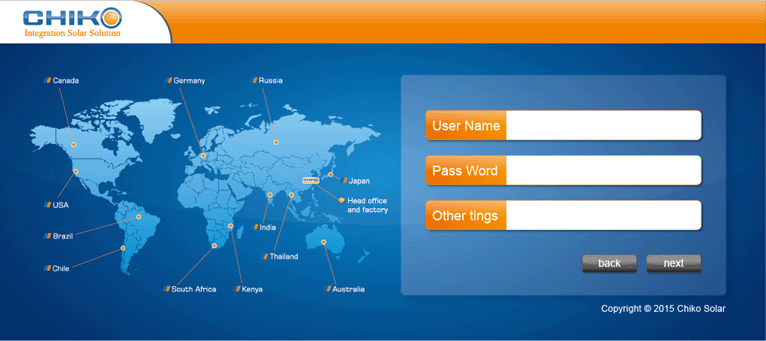 CHIKO
Integration Solar Solution
Canada
Germany
Russia
User Name
Pass Word
Japan
CHIKO
Head office
and factory
USA
Other tings
India
Brazil
Thailand
Chile
back
next
South Africa
Kenya
Australia
Copyright © 2015 Chiko Solar